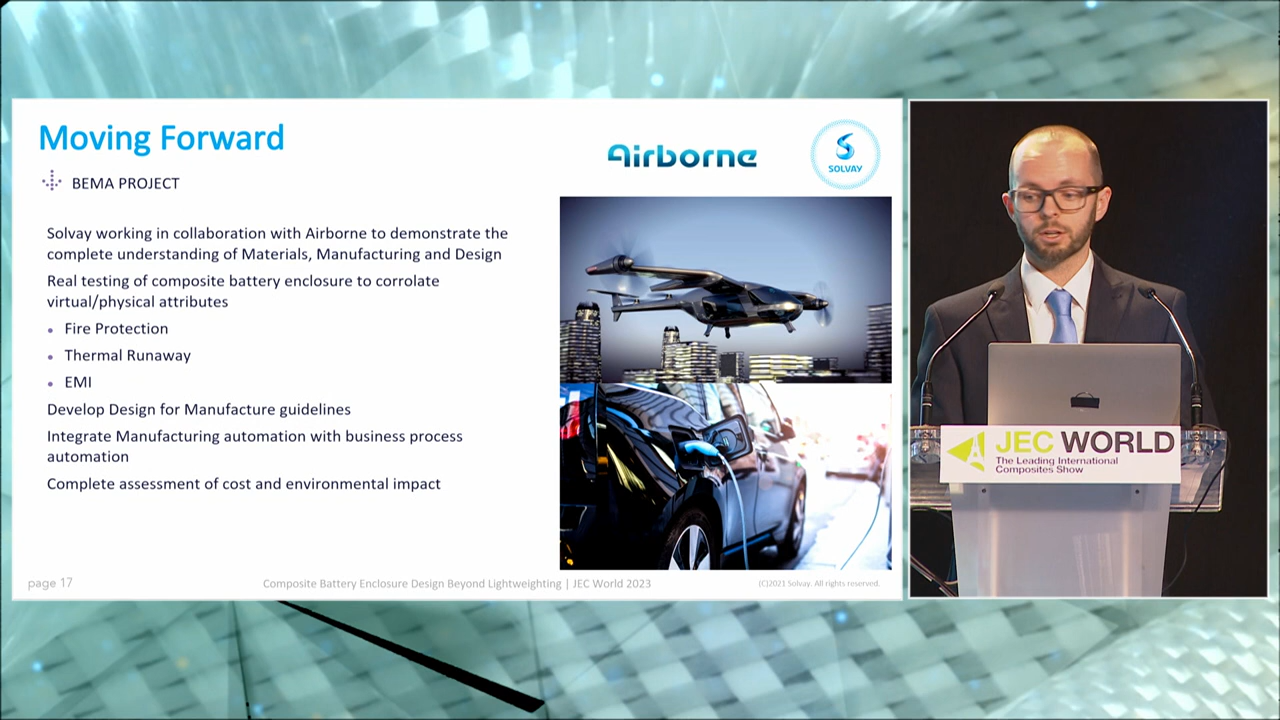 Moving Forward
BEMA PROJECT
Airborne
SOLVAY
Solvay working in collaboration with Airborne to demonstrate the
complete understanding of Materials, Manufacturing and Design
Real testing of composite battery enclosure to corrolate
virtual/physical attributes
• Fire Protection
• Thermal Runaway
• EMI
Develop Design for Manufacture guidelines
Integrate Manufacturing automation with business process
automation
Complete assessment of cost and environmental impact
page 17
Composite Battery Enclosure Design Beyond Lightweighting | JEC World 2023
(C)2021 Solvay. All rights reserved.
JEC WORLD
The Leading International
Composites Show